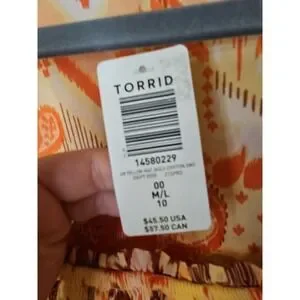 TORRID
14580229
00
M/L
10
$45.50 USA
$57.50 CAN